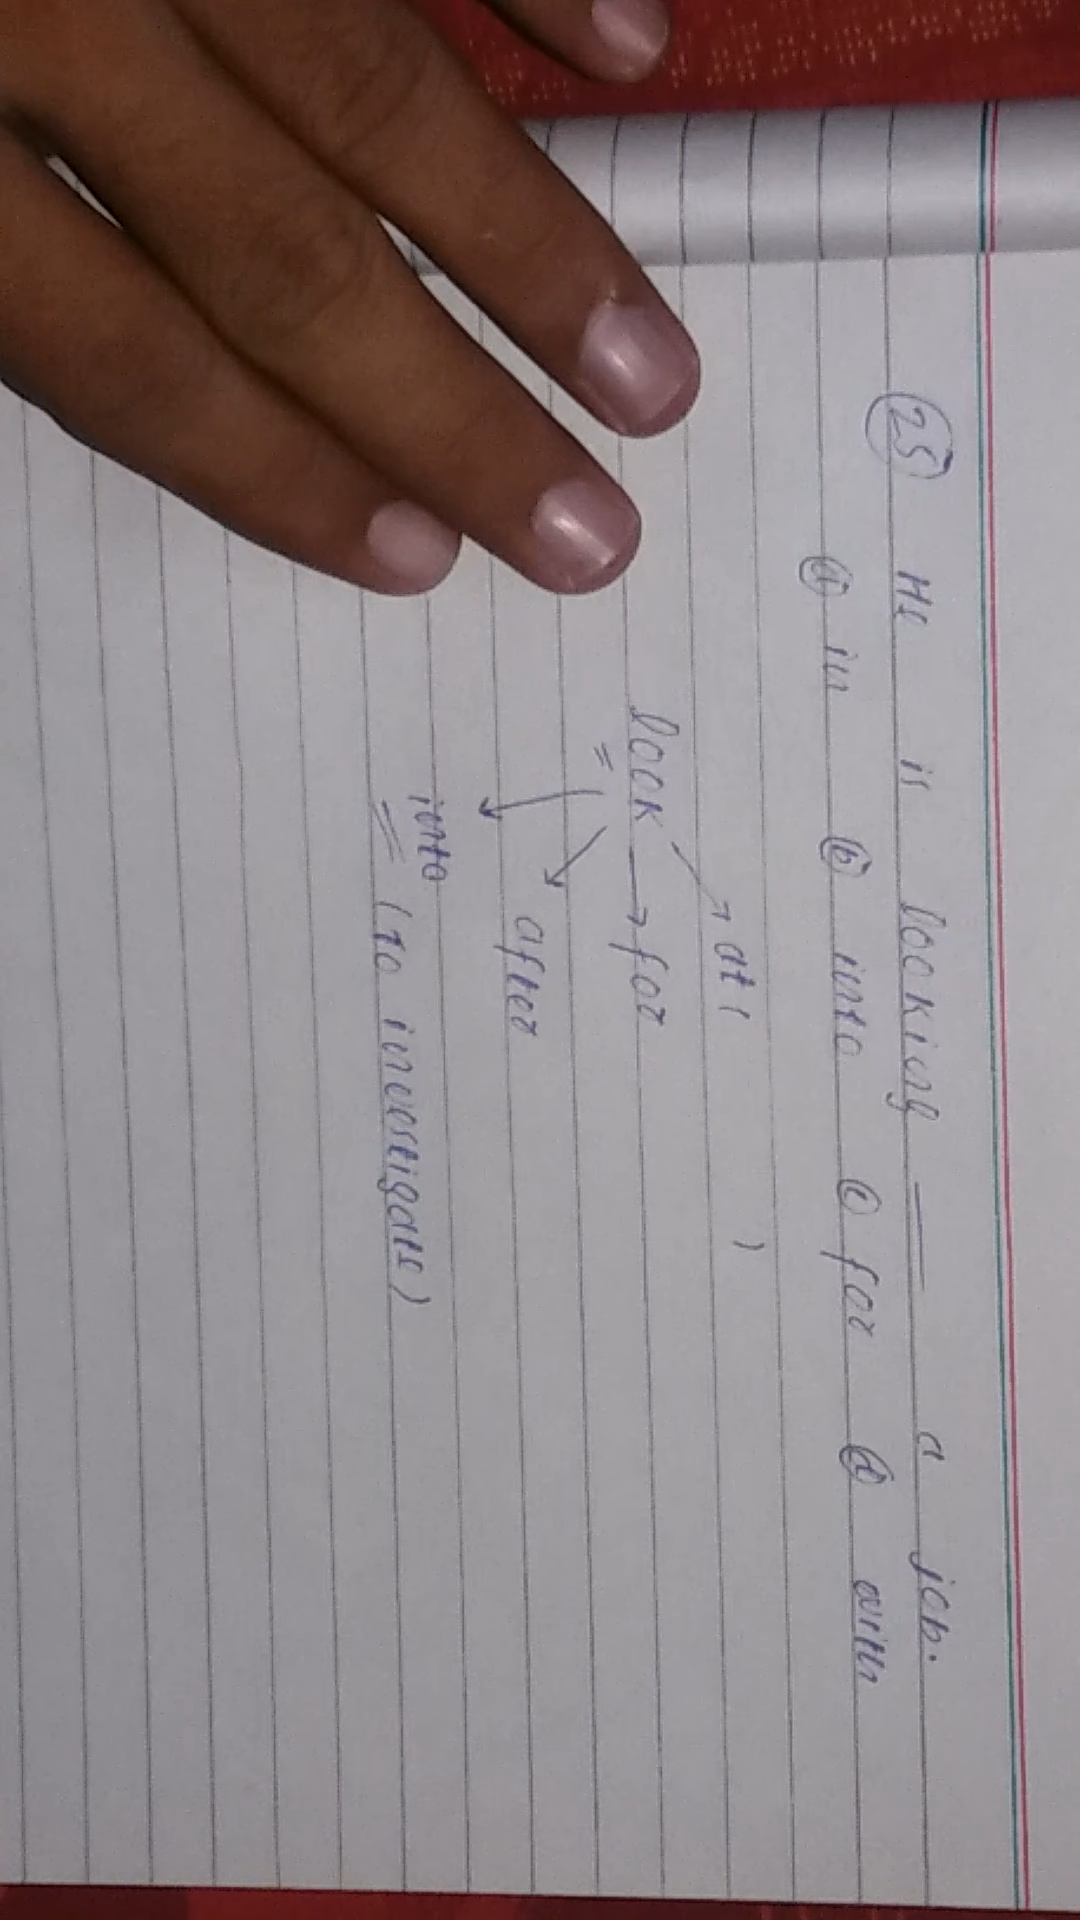 25 He is looking ___ a job.
a in b into c for d with
at ( )
look → for
after
into (to investigate)